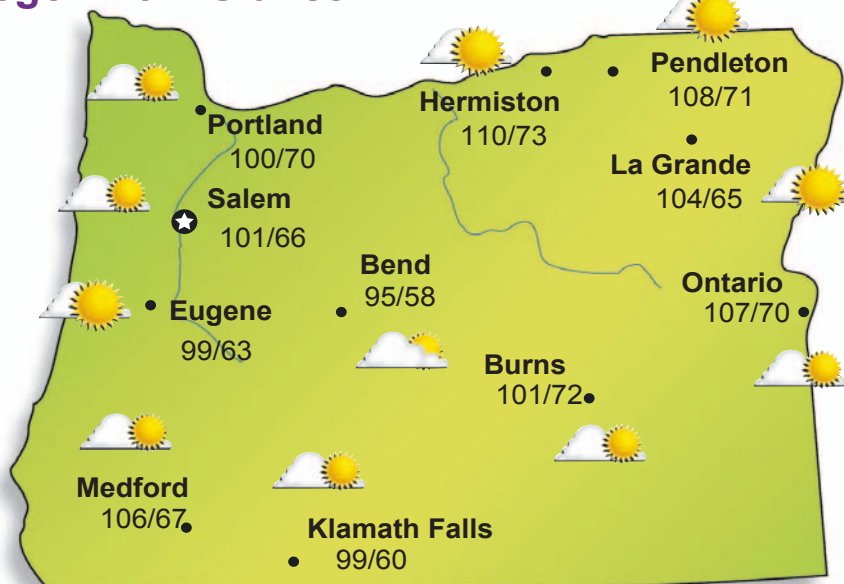 Pendleton
108/71
Hermiston
110/73
Portland
100/70
La Grande
104/65
Salem
101/66
Bend
95/58
Ontario
107/70
Eugene
99/63
Burns
101/72
Medford
106/67
Klamath Falls
99/60